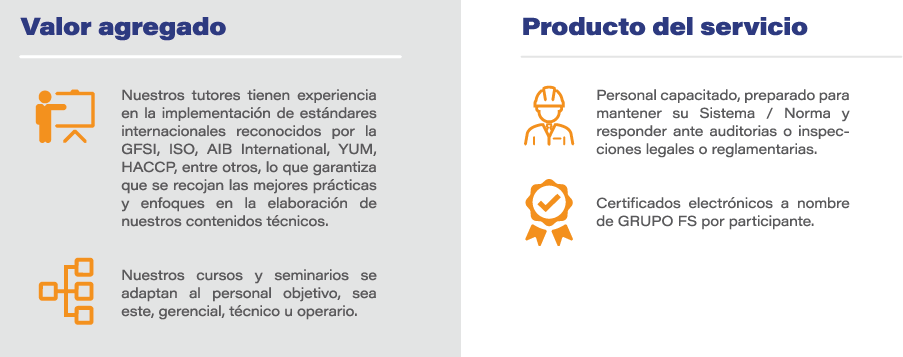 Valor agregado
Nuestros tutores tienen experiencia
en la implementación de estándares
internacionales reconocidos por la
GFSI, ISO, AIB International, YUM,
HACCP, entre otros, lo que garantiza
que se recojan las mejores prácticas
y enfoques en la elaboración de
nuestros contenidos técnicos.
Nuestros cursos y seminarios se
adaptan al personal objetivo, sea
este, gerencial, técnico u operario.
Producto del servicio
Personal capacitado, preparado para
mantener su Sistema / Norma y
responder ante auditorias o inspec-
ciones legales o reglamentarias.
Certificados electrónicos a nombre
de GRUPO FS por participante.